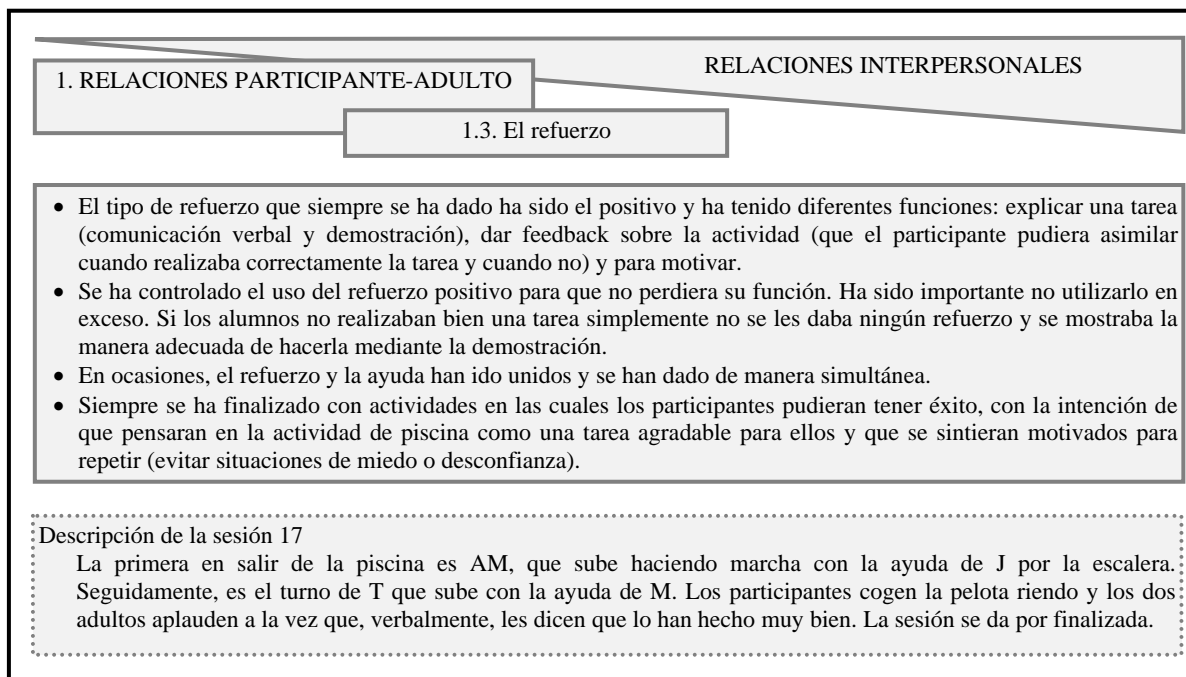 RELACIONES INTERPERSONALES
1. RELACIONES PARTICIPANTE-ADULTO
1.3. El refuerzo
• El tipo de refuerzo que siempre se ha dado ha sido el positivo y ha tenido diferentes funciones: explicar una tarea
(comunicación verbal y demostración), dar feedback sobre la actividad (que el participante pudiera asimilar
cuando realizaba correctamente la tarea y cuando no) y para motivar.
• Se ha controlado el uso del refuerzo positivo para que no perdiera su función. Ha sido importante no utilizarlo en
exceso. Si los alumnos no realizaban bien una tarea simplemente no se les daba ningún refuerzo y se mostraba la
manera adecuada de hacerla mediante la demostración.
• En ocasiones, el refuerzo y la ayuda han ido unidos y se han dado de manera simultánea.
• Siempre se ha finalizado con actividades en las cuales los participantes pudieran tener éxito, con la intención de
que pensaran en la actividad de piscina como una tarea agradable para ellos y que se sintieran motivados para
repetir (evitar situaciones de miedo o desconfianza).
Descripción de la sesión 17
La primera en salir de la piscina es AM, que sube haciendo marcha con la ayuda de J por la escalera.
Seguidamente, es el turno de T que sube con la ayuda de M. Los participantes cogen la pelota riendo y los dos
adultos aplauden a la vez que, verbalmente, les dicen que lo han hecho muy bien. La sesión se da por finalizada.